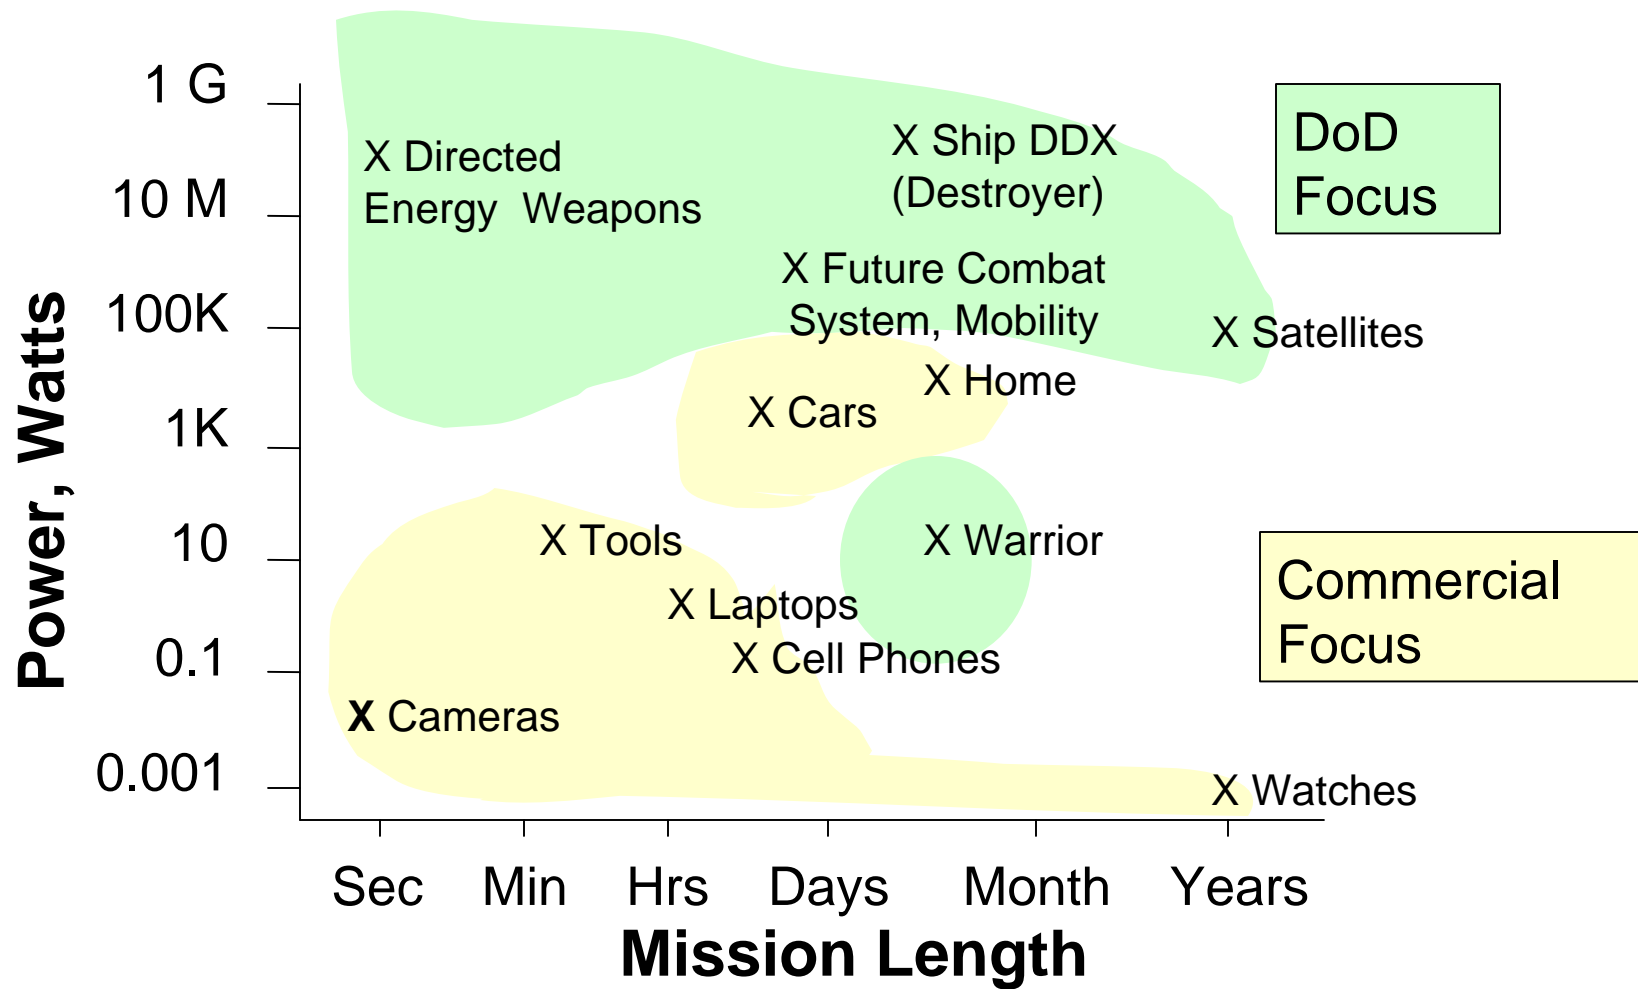 1 G
X Directed
Energy Weapons
X Ship DDX
(Destroyer)
DoD
Focus
10 M
X Future Combat
System, Mobility
100K
X Satellites
X Home
X Cars
1K
Power, Watts
10
X Tools
X Warrior
X Laptops
Commercial
Focus
0.1
X Cell Phones
X Cameras
0.001
X Watches
Sec Min Hrs Days Month Years
Mission Length